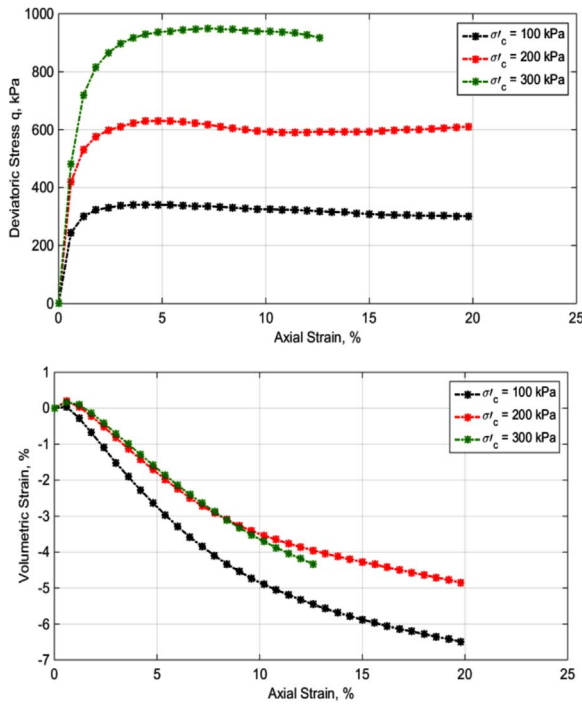 1000
800
600
400
200
0
Deviatoric Stress q, kPa
σ′c = 100 kPa
σ′c = 200 kPa
σ′c = 300 kPa
0 5 10 15 20 25
Axial Strain, %
1
0
-1
-2
-3
-4
-5
-6
-7
Volumetric Strain, %
σ′c = 100 kPa
σ′c = 200 kPa
σ′c = 300 kPa
0 5 10 15 20 25
Axial Strain, %